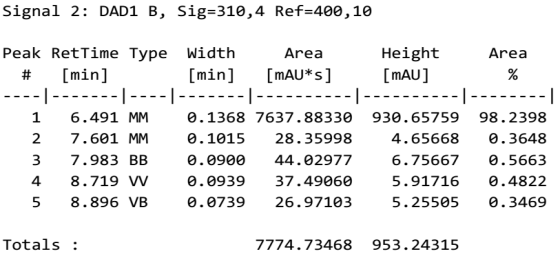 Signal 2: DAD1 B, Sig=310,4 Ref=400,10
Peak RetTime Type  Width     Area      Height     Area
  #   [min]        [min]   [mAU*s]     [mAU]        %
----|-------|----|-------|----------|----------|--------|
   1   6.491 MM    0.1368 7637.88330  930.65759  98.2398
   2   7.601 MM    0.1015   28.35998    4.65668   0.3648
   3   7.983 BB    0.0900   44.02977    6.75667   0.5663
   4   8.719 VV    0.0939   37.49060    5.91716   0.4822
   5   8.896 VB    0.0739   26.97103    5.25505   0.3469
Totals :                  7774.73468  953.24315